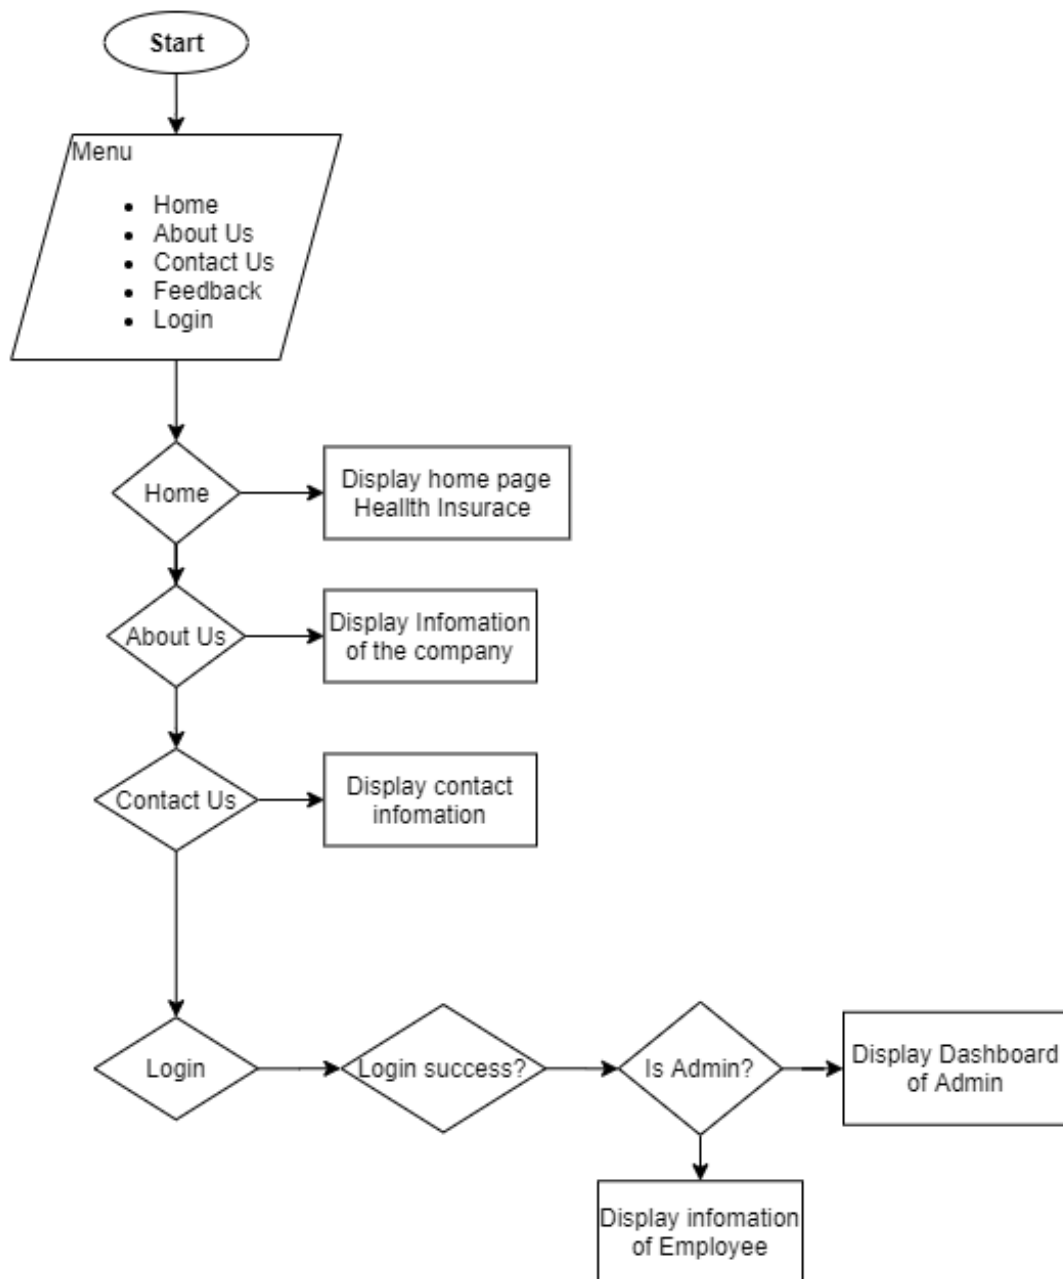 Start
Menu
Home
About Us
Contact Us
Feedback
Login
Home
Display home page
Heallth Insurace
About Us
Display Infomation
of the company
Contact Us
Display contact
infomation
Login
Login success?
Is Admin?
Display Dashboard
of Admin
Display infomation
of Employee